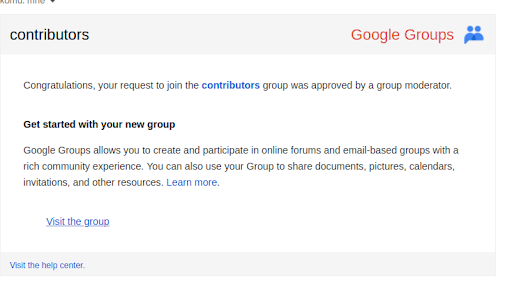 komu: mne
contributors
Google Groups
Congratulations, your request to join the contributors group was approved by a group moderator.
Get started with your new group
Google Groups allows you to create and participate in online forums and email-based groups with a
rich community experience. You can also use your Group to share documents, pictures, calendars,
invitations, and other resources. Learn more.
Visit the group
Visit the help center.